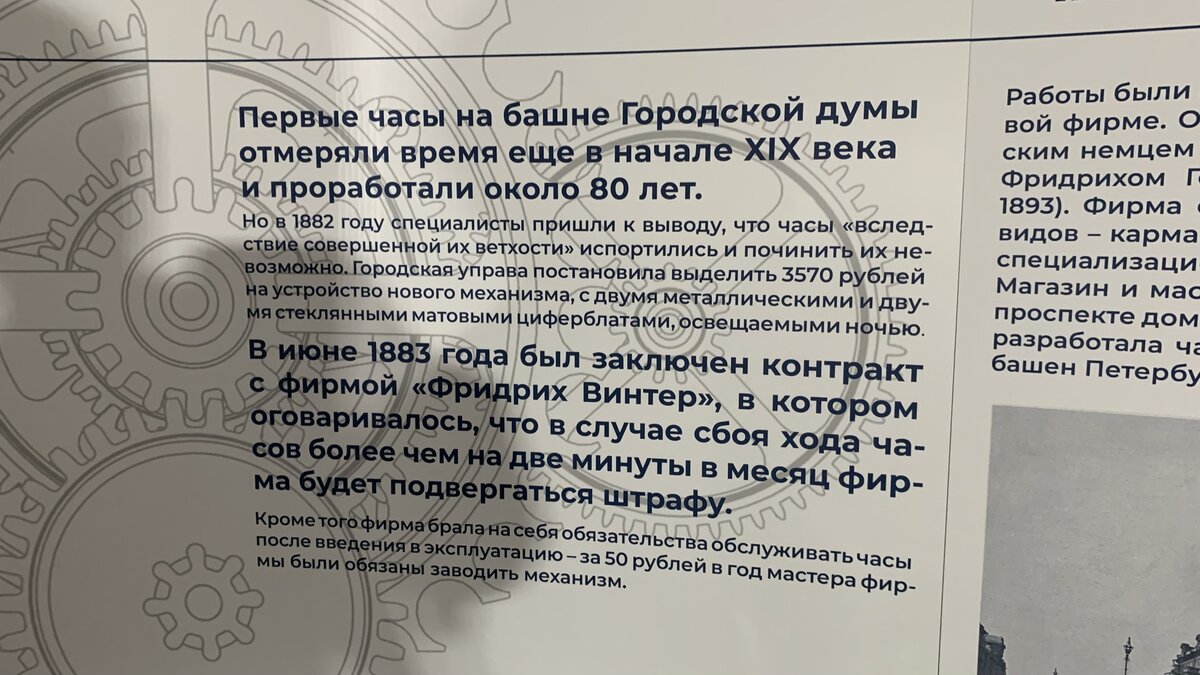 Первые часы на башне Городской думы
отмеряли время еще в начале XIX века
и проработали около 80 лет.
Но в 1882 году специалисты пришли к выводу, что часы «вслед-
ствие совершенной их ветхости» испортились и починить их не-
возможно. Городская управа постановила выделить 3570 рублей
на устройство нового механизма, с двумя металлическими и дву-
мя стеклянными матовыми циферблатами, освещаемыми ночью.
В июне 1883 года был заключен контракт
с фирмой «Фридрих Винтер», в котором
оговаривалось, что в случае сбоя хода ча-
сов более чем на две минуты в месяц фир-
ма будет подвергаться штрафу.
Кроме того фирма брала на себя обязательства обслуживать часы
после введения в эксплуатацию – за 50 рублей в год мастера фир-
мы были обязаны заводить механизм.
Работы были
вой фирме. О
ским немцем
Фридрихом
1893). Фирма
видов – карма
специализаци
Магазин и мас
проспекте дом
разработала ча
башен Петербу